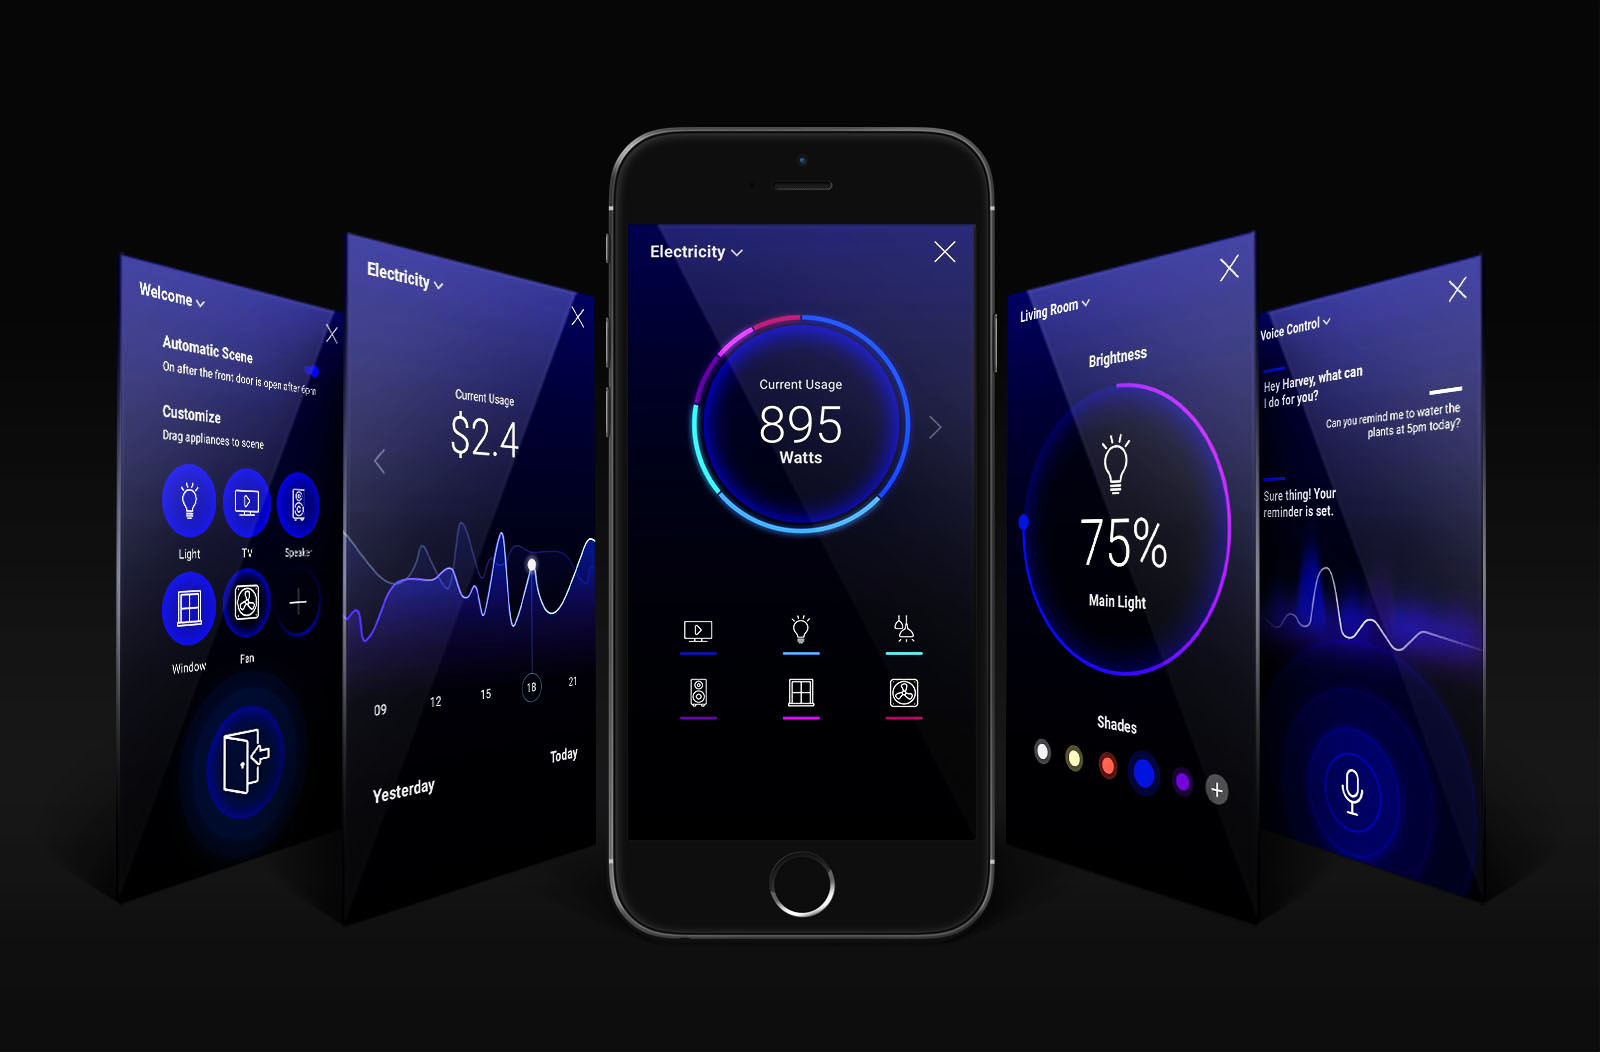 Welcome
Automatic Scene
On after the front door is open after 6pm
Customize
Drag appliances to scene
Light
TV
Speaker
Window
Fan
Electricity
Current Usage
$2.4
09
12
15
18
21
Today
Yesterday
Electricity
Current Usage
895
Watts
Living Room
Brightness
75%
Main Light
Shades
Voice Control
Hey Harvey, what can
I do for you?
Can you remind me to water the
plants at 5pm today?
Sure thing! Your
reminder is set.